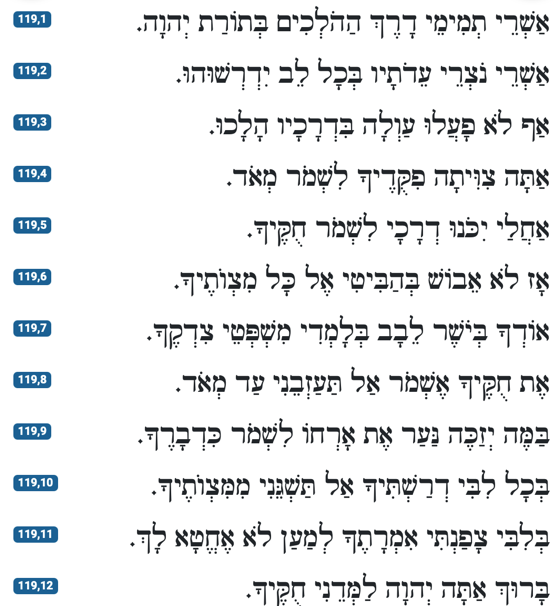 119,1 אַשְׁרֵי תְמִימֵי דָרֶךְ הַהֹלְכִים בְּתוֹרַת יְהוָה.
119,2 אַשְׁרֵי נֹצְרֵי עֵדֹתָיו בְּכָל לֵב יִדְרְשׁוּהוּ.
119,3 אַף לֹא פָעֲלוּ עַוְלָה בִּדְרָכָיו הָלָכוּ.
119,4 אַתָּה צִוִּיתָה פִקֻּדֶיךָ לִשְׁמֹר מְאֹד.
119,5 אַחֲלַי יִכֹּנוּ דְרָכָי לִשְׁמֹר חֻקֶּיךָ.
119,6 אָז לֹא אֵבוֹשׁ בְּהַבִּיטִי אֶל כָּל מִצְו‍ֹתֶיךָ.
119,7 אוֹדְךָ בְּיֹשֶׁר לֵבָב בְּלָמְדִי מִשְׁפְּטֵי צִדְקֶךָ.
119,8 אֶת חֻקֶּיךָ אֶשְׁמֹר אַל תַּעַזְבֵנִי עַד מְאֹד.
119,9 בַּמֶּה יְזַכֶּה נַּעַר אֶת אָרְחוֹ לִשְׁמֹר כִּדְבָרֶךָ.
119,10 בְּכָל לִבִּי דְרַשְׁתִּיךָ אַל תַּשְׁגֵּנִי מִמִּצְו‍ֹתֶיךָ.
119,11 בְּלִבִּי צָפַנְתִּי אִמְרָתֶךָ לְמַעַן לֹא אֶחֱטָא לָךְ.
119,12 בָּרוּךְ אַתָּה יְהוָה לַמְּדֵנִי חֻקֶּיךָ.